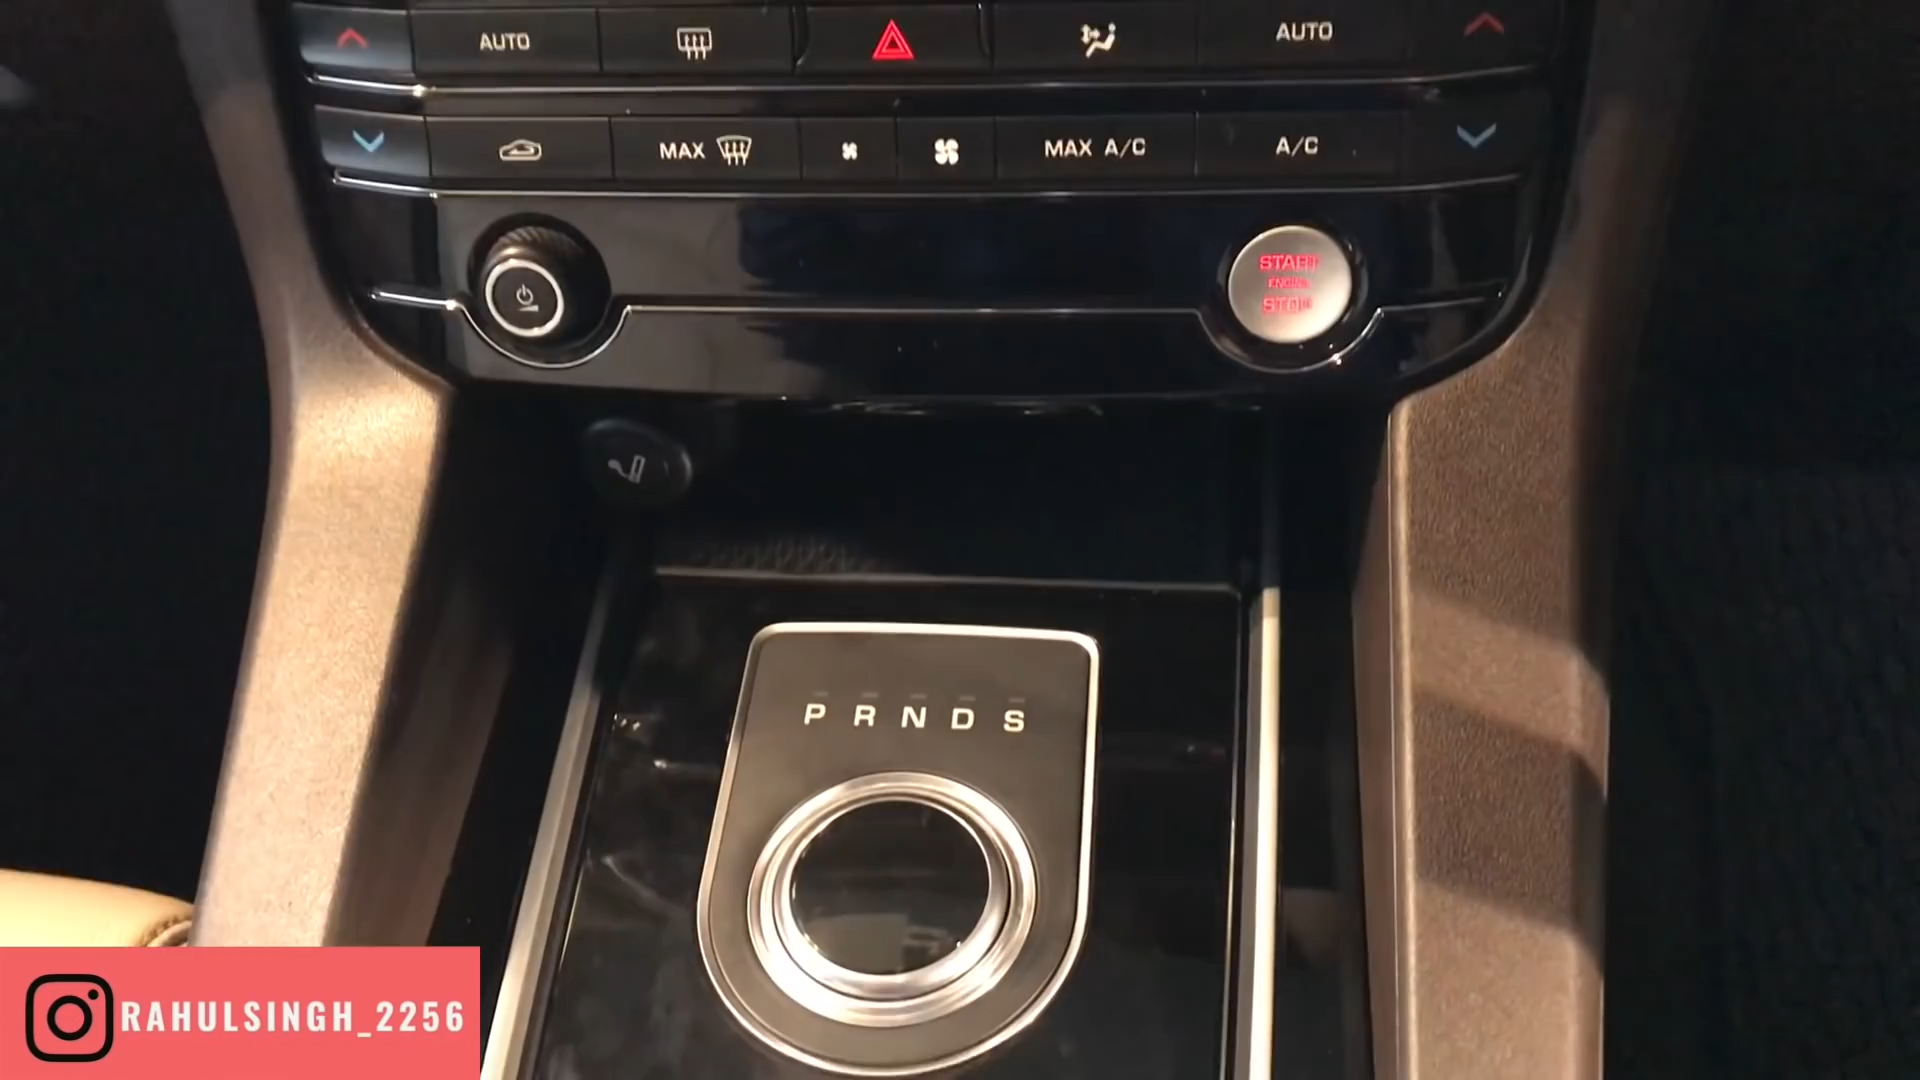 AUTO AUTO
MAX MAX A/C A/C
START
ENGINE
STOP
P R N D S
RAHULSINGH_2256